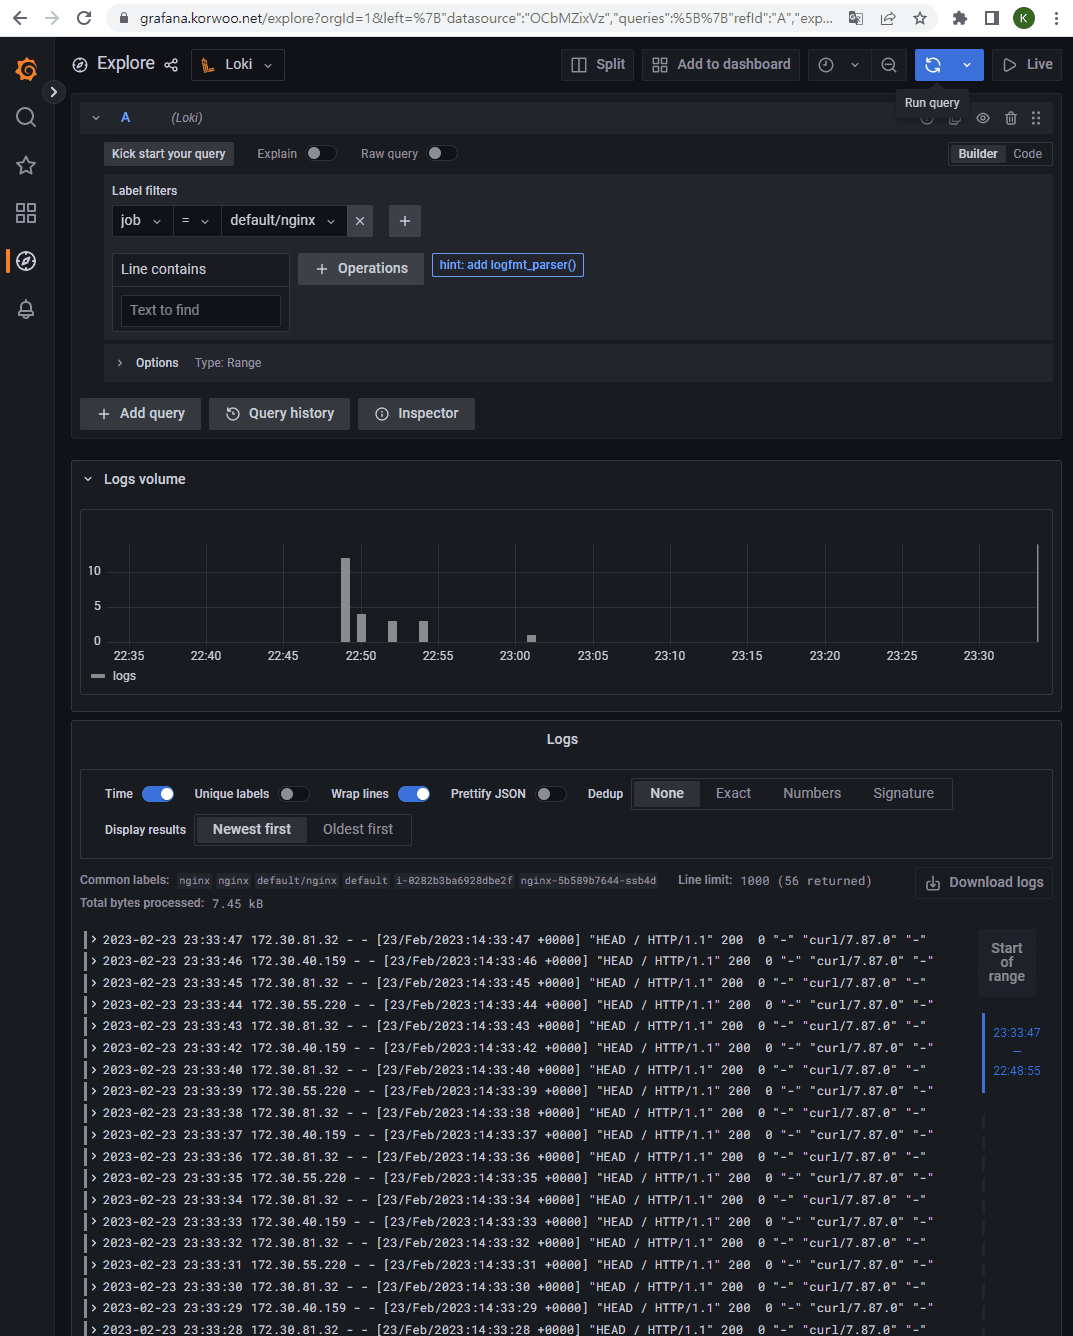 grafana.korwoo.net/explore?orgId=1&left=%7B"datasource":"OCbMZixVz","queries":%5B%7B"refId":"A","exp...
K
Explore
Loki
Split
Add to dashboard
Live
Run query
A
(Loki)
Kick start your query
Explain
Raw query
Builder
Code
Label filters
job
=
default/nginx
Line contains
Operations
hint: add logfmt_parser()
Text to find
Options
Type: Range
Add query
Query history
Inspector
Logs volume
10
5
0
22:35 22:40 22:45 22:50 22:55 23:00 23:05 23:10 23:15 23:20 23:25 23:30
logs
Logs
Time
Unique labels
Wrap lines
Prettify JSON
Dedup
None
Exact
Numbers
Signature
Display results
Newest first
Oldest first
Common labels: nginx nginx default/nginx default i-0282b3ba6928dbe2f nginx-5b589b7644-ssb4d
Line limit: 1000 (56 returned)
Download logs
Total bytes processed: 7.45 kB
2023-02-23 23:33:47 172.30.81.32 - - [23/Feb/2023:14:33:47 +0000] "HEAD / HTTP/1.1" 200 0 "-" "curl/7.87.0" "-"
2023-02-23 23:33:46 172.30.40.159 - - [23/Feb/2023:14:33:46 +0000] "HEAD / HTTP/1.1" 200 0 "-" "curl/7.87.0" "-"
2023-02-23 23:33:45 172.30.81.32 - - [23/Feb/2023:14:33:45 +0000] "HEAD / HTTP/1.1" 200 0 "-" "curl/7.87.0" "-"
2023-02-23 23:33:44 172.30.55.220 - - [23/Feb/2023:14:33:44 +0000] "HEAD / HTTP/1.1" 200 0 "-" "curl/7.87.0" "-"
2023-02-23 23:33:43 172.30.81.32 - - [23/Feb/2023:14:33:43 +0000] "HEAD / HTTP/1.1" 200 0 "-" "curl/7.87.0" "-"
2023-02-23 23:33:42 172.30.40.159 - - [23/Feb/2023:14:33:42 +0000] "HEAD / HTTP/1.1" 200 0 "-" "curl/7.87.0" "-"
2023-02-23 23:33:40 172.30.81.32 - - [23/Feb/2023:14:33:40 +0000] "HEAD / HTTP/1.1" 200 0 "-" "curl/7.87.0" "-"
2023-02-23 23:33:39 172.30.55.220 - - [23/Feb/2023:14:33:39 +0000] "HEAD / HTTP/1.1" 200 0 "-" "curl/7.87.0" "-"
2023-02-23 23:33:38 172.30.81.32 - - [23/Feb/2023:14:33:38 +0000] "HEAD / HTTP/1.1" 200 0 "-" "curl/7.87.0" "-"
2023-02-23 23:33:37 172.30.40.159 - - [23/Feb/2023:14:33:37 +0000] "HEAD / HTTP/1.1" 200 0 "-" "curl/7.87.0" "-"
2023-02-23 23:33:36 172.30.81.32 - - [23/Feb/2023:14:33:36 +0000] "HEAD / HTTP/1.1" 200 0 "-" "curl/7.87.0" "-"
2023-02-23 23:33:35 172.30.55.220 - - [23/Feb/2023:14:33:35 +0000] "HEAD / HTTP/1.1" 200 0 "-" "curl/7.87.0" "-"
2023-02-23 23:33:34 172.30.81.32 - - [23/Feb/2023:14:33:34 +0000] "HEAD / HTTP/1.1" 200 0 "-" "curl/7.87.0" "-"
2023-02-23 23:33:33 172.30.40.159 - - [23/Feb/2023:14:33:33 +0000] "HEAD / HTTP/1.1" 200 0 "-" "curl/7.87.0" "-"
2023-02-23 23:33:32 172.30.81.32 - - [23/Feb/2023:14:33:32 +0000] "HEAD / HTTP/1.1" 200 0 "-" "curl/7.87.0" "-"
2023-02-23 23:33:31 172.30.55.220 - - [23/Feb/2023:14:33:31 +0000] "HEAD / HTTP/1.1" 200 0 "-" "curl/7.87.0" "-"
2023-02-23 23:33:30 172.30.81.32 - - [23/Feb/2023:14:33:30 +0000] "HEAD / HTTP/1.1" 200 0 "-" "curl/7.87.0" "-"
2023-02-23 23:33:29 172.30.40.159 - - [23/Feb/2023:14:33:29 +0000] "HEAD / HTTP/1.1" 200 0 "-" "curl/7.87.0" "-"
2023-02-23 23:33:28 172.30.81.32 - - [23/Feb/2023:14:33:28 +0000] "HEAD / HTTP/1.1" 200 0 "-" "curl/7.87.0" "-"
Start
of
range
23:33:47
—
22:48:55